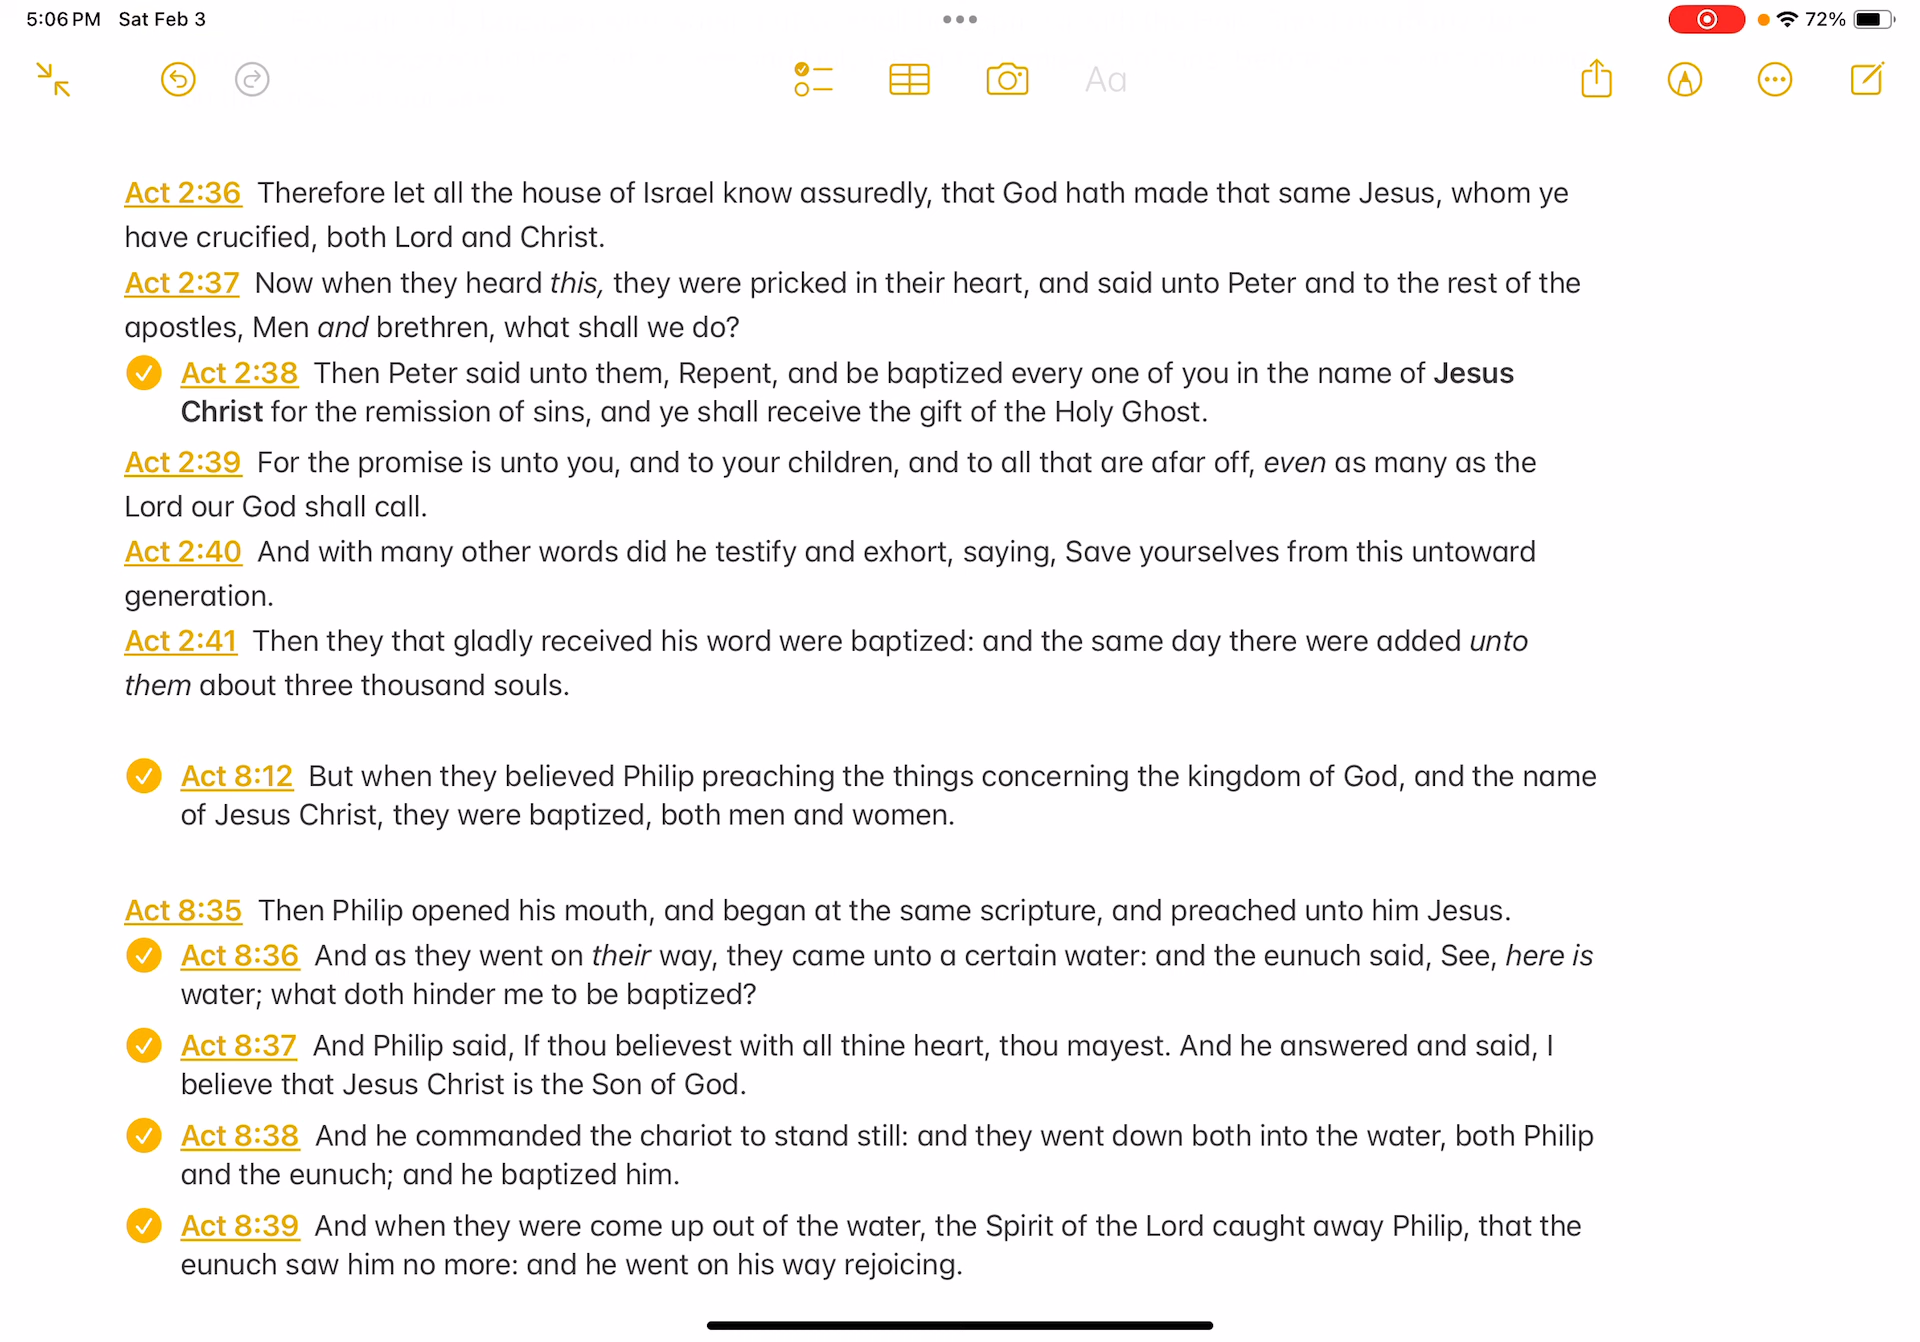 5:06 PM Sat Feb 3
72%
Aa
Act 2:36 Therefore let all the house of Israel know assuredly, that God hath made that same Jesus, whom ye
have crucified, both Lord and Christ.
Act 2:37 Now when they heard this, they were pricked in their heart, and said unto Peter and to the rest of the
apostles, Men and brethren, what shall we do?
Act 2:38 Then Peter said unto them, Repent, and be baptized every one of you in the name of Jesus
Christ for the remission of sins, and ye shall receive the gift of the Holy Ghost.
Act 2:39 For the promise is unto you, and to your children, and to all that are afar off, even as many as the
Lord our God shall call.
Act 2:40 And with many other words did he testify and exhort, saying, Save yourselves from this untoward
generation.
Act 2:41 Then they that gladly received his word were baptized: and the same day there were added unto
them about three thousand souls.
Act 8:12 But when they believed Philip preaching the things concerning the kingdom of God, and the name
of Jesus Christ, they were baptized, both men and women.
Act 8:35 Then Philip opened his mouth, and began at the same scripture, and preached unto him Jesus.
Act 8:36 And as they went on their way, they came unto a certain water: and the eunuch said, See, here is
water; what doth hinder me to be baptized?
Act 8:37 And Philip said, If thou believest with all thine heart, thou mayest. And he answered and said, I
believe that Jesus Christ is the Son of God.
Act 8:38 And he commanded the chariot to stand still: and they went down both into the water, both Philip
and the eunuch; and he baptized him.
Act 8:39 And when they were come up out of the water, the Spirit of the Lord caught away Philip, that the
eunuch saw him no more: and he went on his way rejoicing.